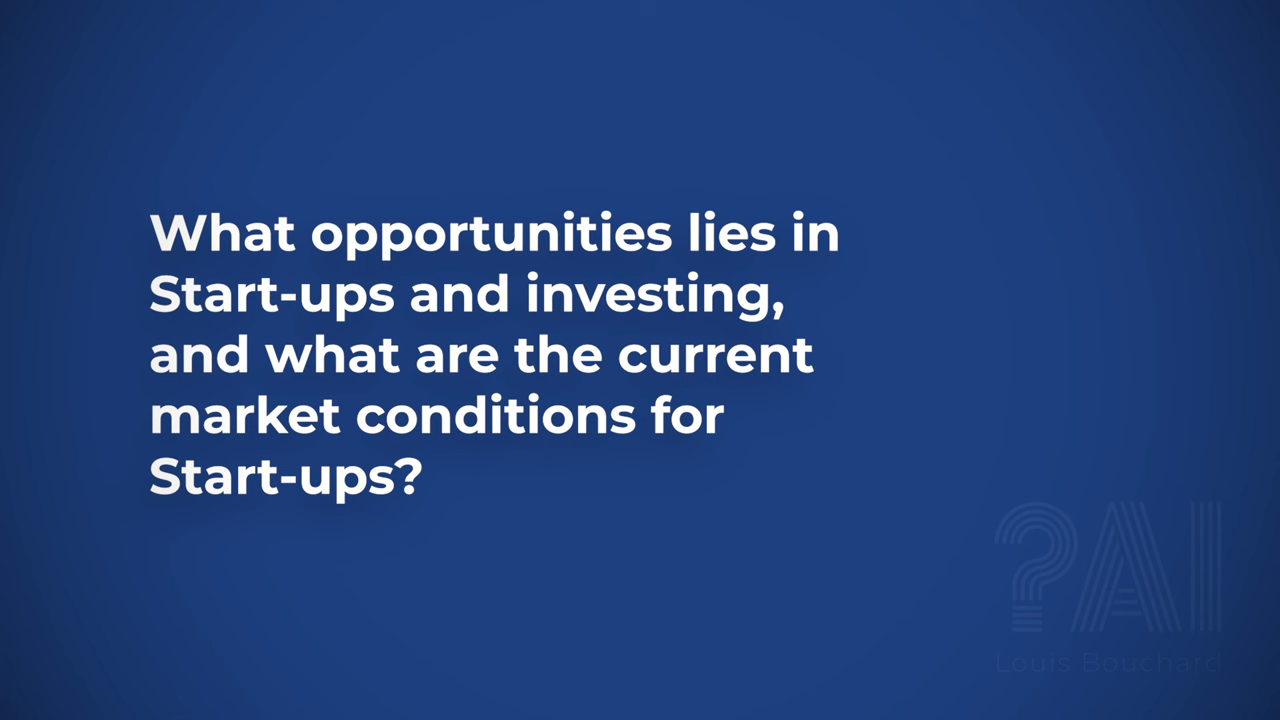 What opportunities lies in
Start-ups and investing,
and what are the current
market conditions for
Start-ups?
?AI
Louis Bouchard